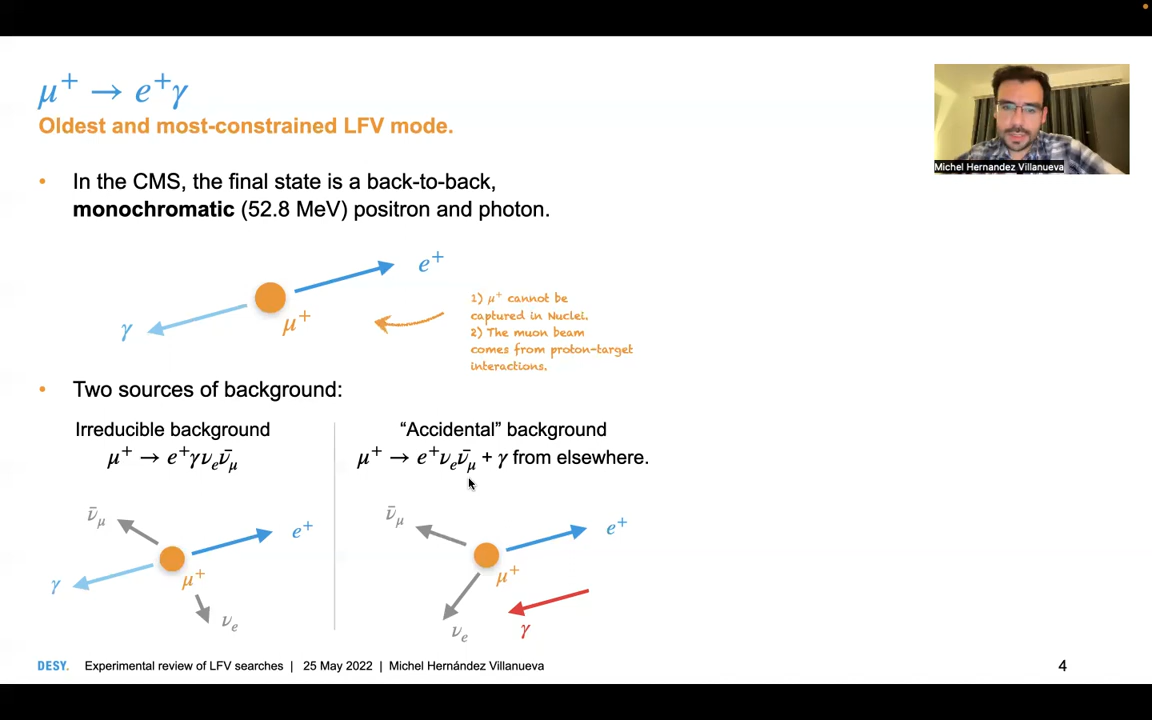 μ⁺ → e⁺γ
Oldest and most-constrained LFV mode.
Michel Hernandez Villanueva
• In the CMS, the final state is a back-to-back,
monochromatic (52.8 MeV) positron and photon.
e⁺
γ
μ⁺
1) μ⁺ cannot be
captured in Nuclei.
2) The muon beam
comes from proton-target
interactions.
• Two sources of background:
Irreducible background
μ⁺ → e⁺γνₑν̄_μ
ν̄_μ
e⁺
γ
μ⁺
νₑ
“Accidental” background
μ⁺ → e⁺νₑν̄_μ + γ from elsewhere.
ν̄_μ
e⁺
μ⁺
νₑ
γ
DESY. Experimental review of LFV searches | 25 May 2022 | Michel Hernández Villanueva
4